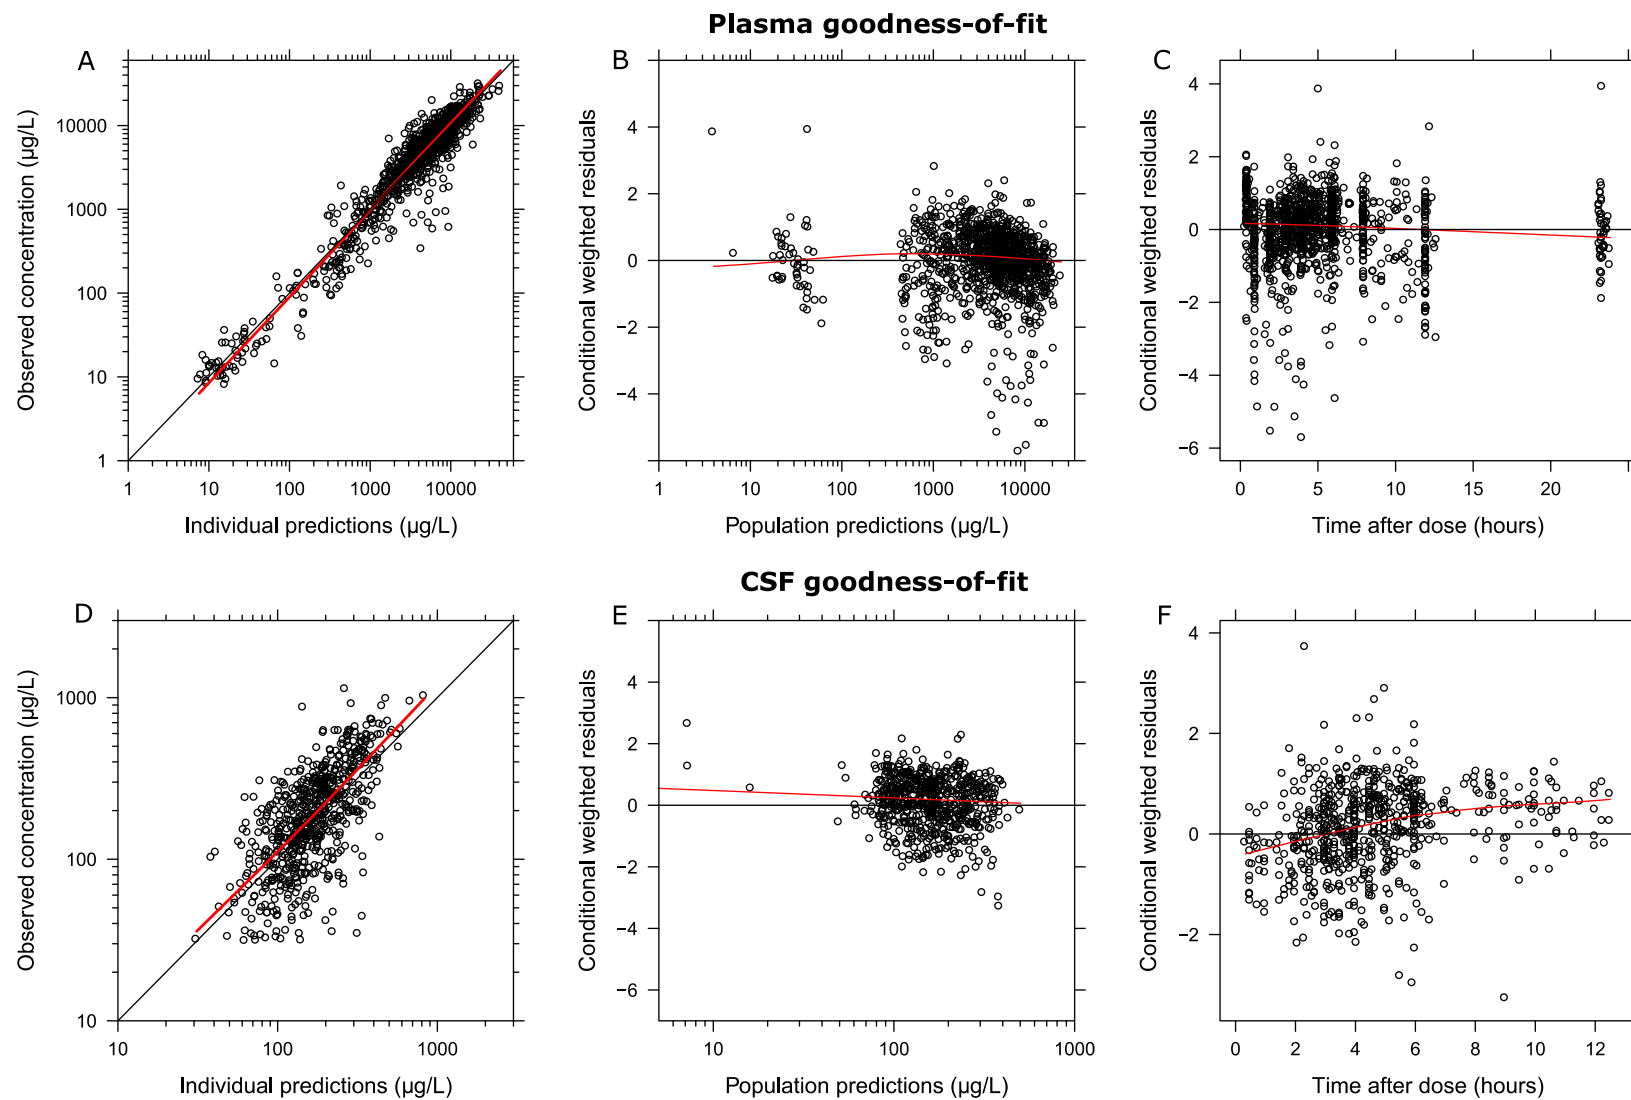 Plasma goodness-of-fit
A
Observed concentration (µg/L)
10000
1000
100
10
1
1 10 100 1000 10000
Individual predictions (µg/L)
B
Conditional weighted residuals
4
2
0
−2
−4
1 10 100 1000 10000
Population predictions (µg/L)
C
Conditional weighted residuals
4
2
0
−2
−4
−6
0 5 10 15 20
Time after dose (hours)
CSF goodness-of-fit
D
Observed concentration (µg/L)
1000
100
10
10 100 1000
Individual predictions (µg/L)
E
Conditional weighted residuals
4
2
0
−2
−4
−6
10 100 1000
Population predictions (µg/L)
F
Conditional weighted residuals
4
2
0
−2
0 2 4 6 8 10 12
Time after dose (hours)